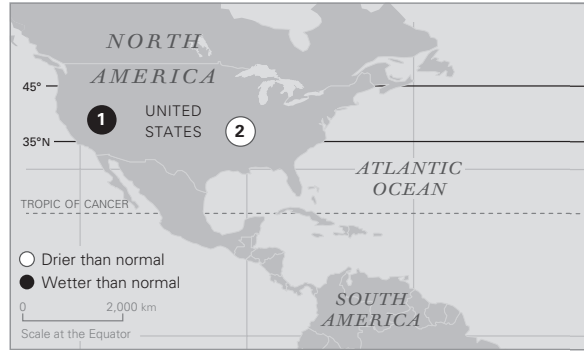 NORTH
AMERICA
45°
1
UNITED
STATES
2
35°N
ATLANTIC
OCEAN
TROPIC OF CANCER
Drier than normal
Wetter than normal
0 2,000 km
Scale at the Equator
SOUTH
AMERICA